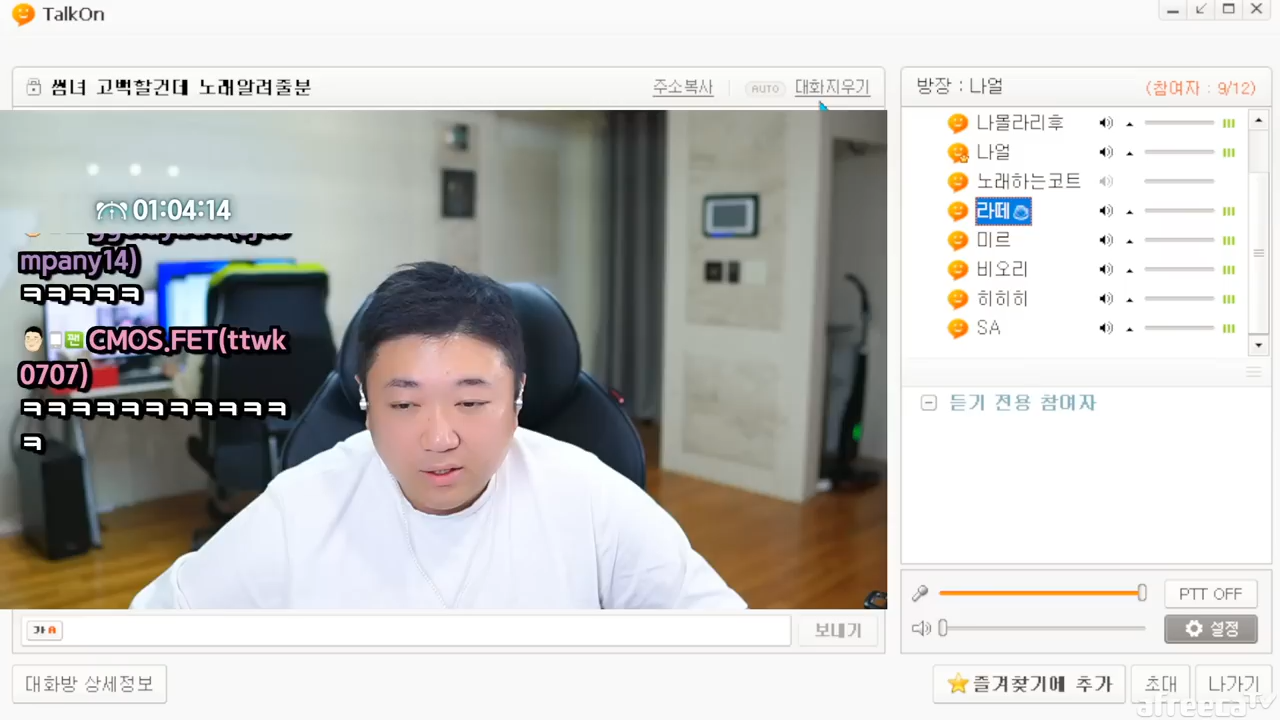 TalkOn
썸녀 고백할건데 노래알려줄분
주소복사
AUTO
대화지우기
방장 : 나얼
(참여자 : 9/12)
나몰라리후
나얼
노래하는코트
라떼
미르
비오리
히히히
SA
듣기 전용 참여자
01:04:14
mpany14)
ㅋㅋㅋㅋㅋ
팬 CMOS.FET(ttwk
0707)
ㅋㅋㅋㅋㅋㅋㅋㅋㅋㅋㅋ
ㅋ
가A
보내기
PTT OFF
설정
대화방 상세정보
즐겨찾기에 추가
초대
나가기
afreecaTV